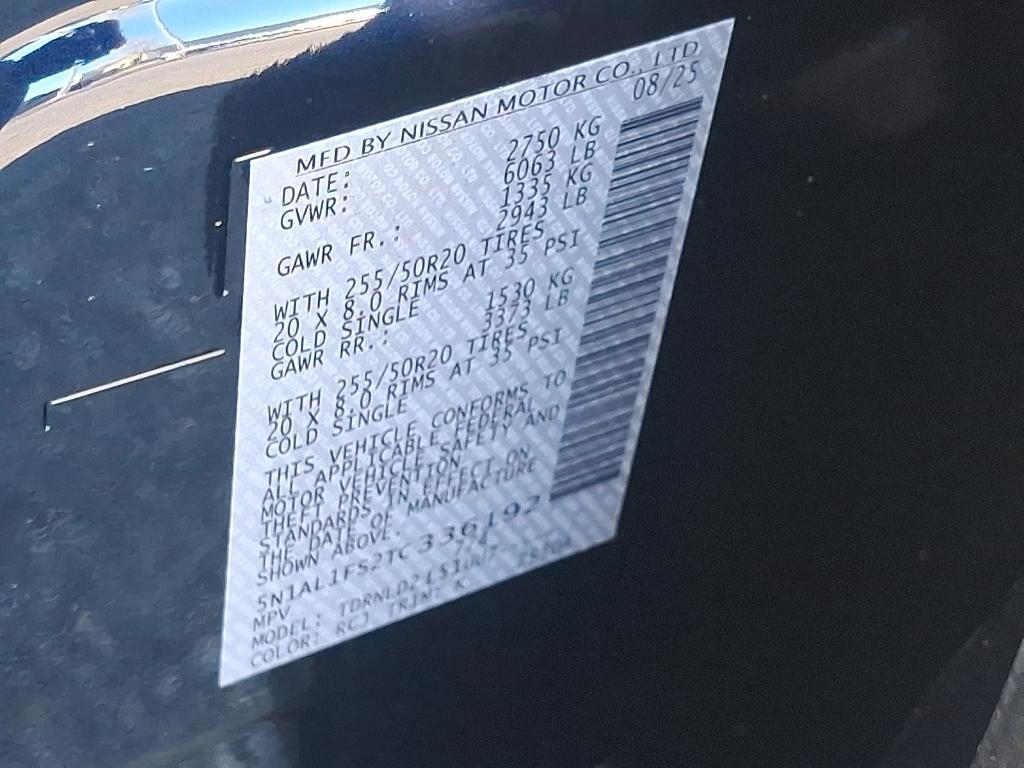 MFD BY NISSAN MOTOR CO., LTD
DATE: 08/25
GVWR: 2750 KG
6063 LB
GAWR FR.: 1335 KG
2943 LB
WITH 255/50R20 TIRES
20 X 8.0 RIMS AT 35 PSI
COLD SINGLE
GAWR RR.: 1530 KG
3373 LB
WITH 255/50R20 TIRES
20 X 8.0 RIMS AT 35 PSI
COLD SINGLE
THIS VEHICLE CONFORMS TO
ALL APPLICABLE FEDERAL
MOTOR VEHICLE SAFETY AND
THEFT PREVENTION
STANDARDS IN EFFECT ON
THE DATE OF MANUFACTURE
SHOWN ABOVE.
5N1AL1FS2TC336192
MPV
MODEL:
COLOR: RCJ TRIM: K